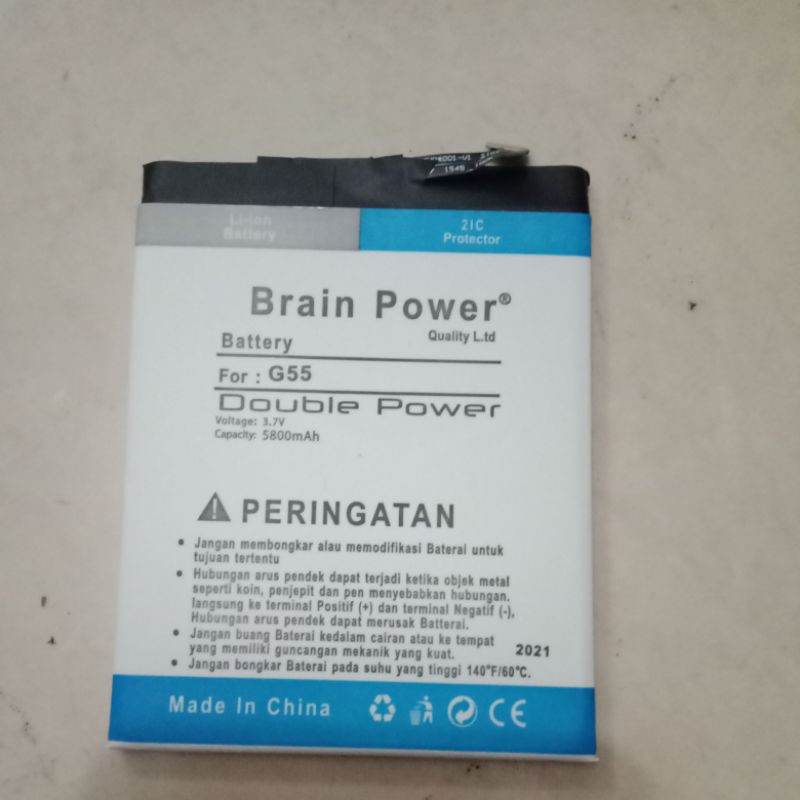 1545
Li-ion
Battery
2IC
Protector
Brain Power®
Quality L.td
Battery
For : G55
Double Power
Voltage: 3.7V
Capacity: 5800mAh
PERINGATAN
• Jangan membongkar alau memodifikasi Baterai untuk
tujuan tertentu
• Hubungan arus pendek dapat terjadi ketika objek metal
seperti koin, penjepit dan pen menyebabkan hubungan.
langsung ke terminal Positif (+) dan terminal Negatif (-),
Hubungan arus pendek dapat merusak Batterai.
• Jangan buang Baterai kedalam cairan atau ke tempat
yang memiliki guncangan mekanik yang kuat.
2021
• Jangan bongkar Baterai pada suhu yang tinggi 140°F/60°C.
Made In China
CE